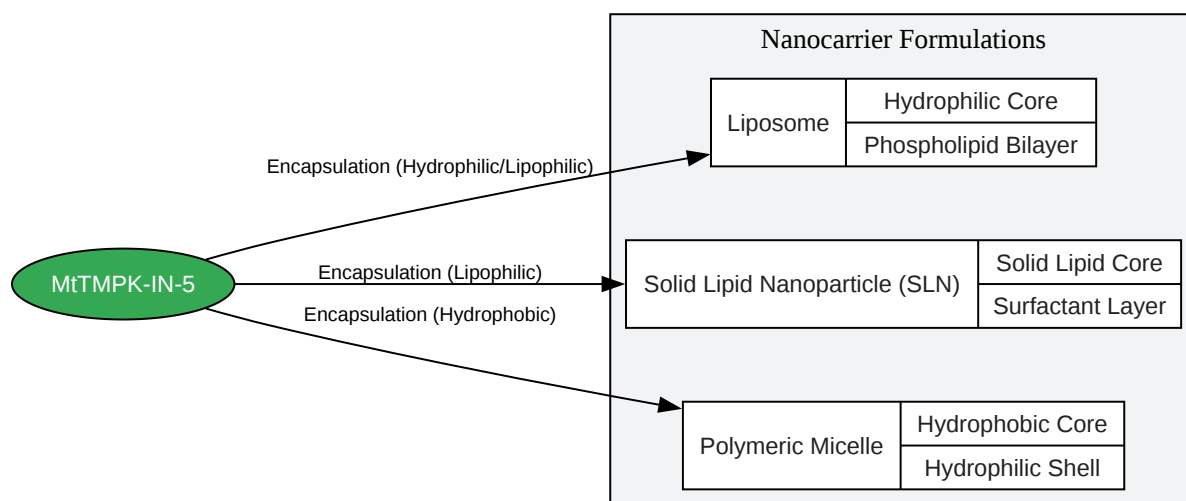 Nanocarrier Formulations
Liposome
Hydrophilic Core
Phospholipid Bilayer
Encapsulation (Hydrophilic/Lipophilic)
MtTMPK-IN-5
Encapsulation (Lipophilic)
Solid Lipid Nanoparticle (SLN)
Solid Lipid Core
Surfactant Layer
Encapsulation (Hydrophobic)
Polymeric Micelle
Hydrophobic Core
Hydrophilic Shell